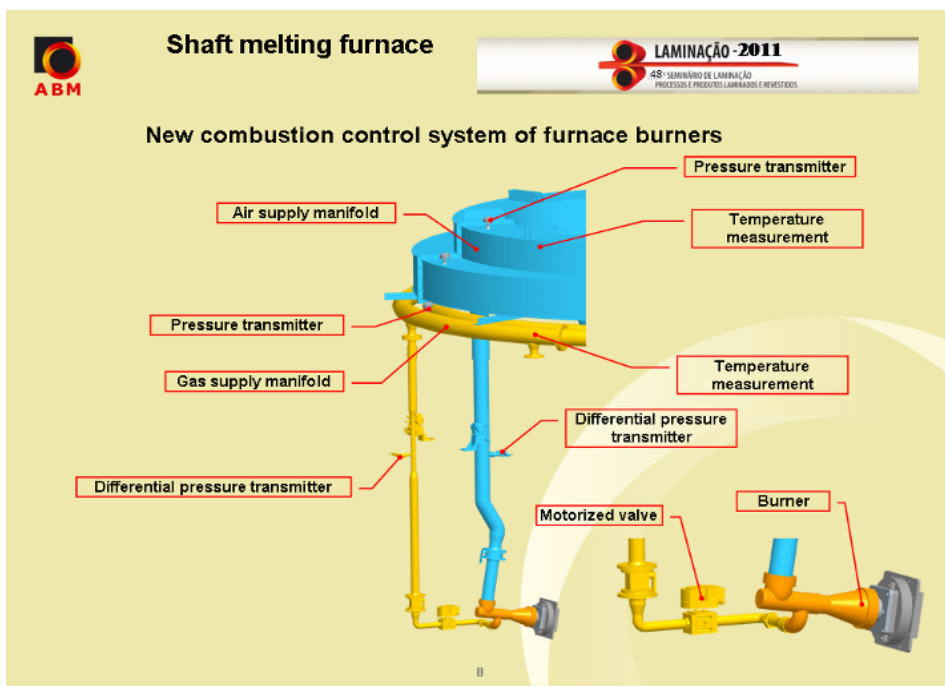 Shaft melting furnace
ABM
LAMINAÇÃO - 2011
48º SEMINÁRIO DE LAMINAÇÃO
PROCESSOS E PRODUTOS LAMINADOS E REVESTIDOS
New combustion control system of furnace burners
Pressure transmitter
Air supply manifold
Temperature
measurement
Pressure transmitter
Gas supply manifold
Temperature
measurement
Differential pressure
transmitter
Differential pressure transmitter
Motorized valve
Burner
8